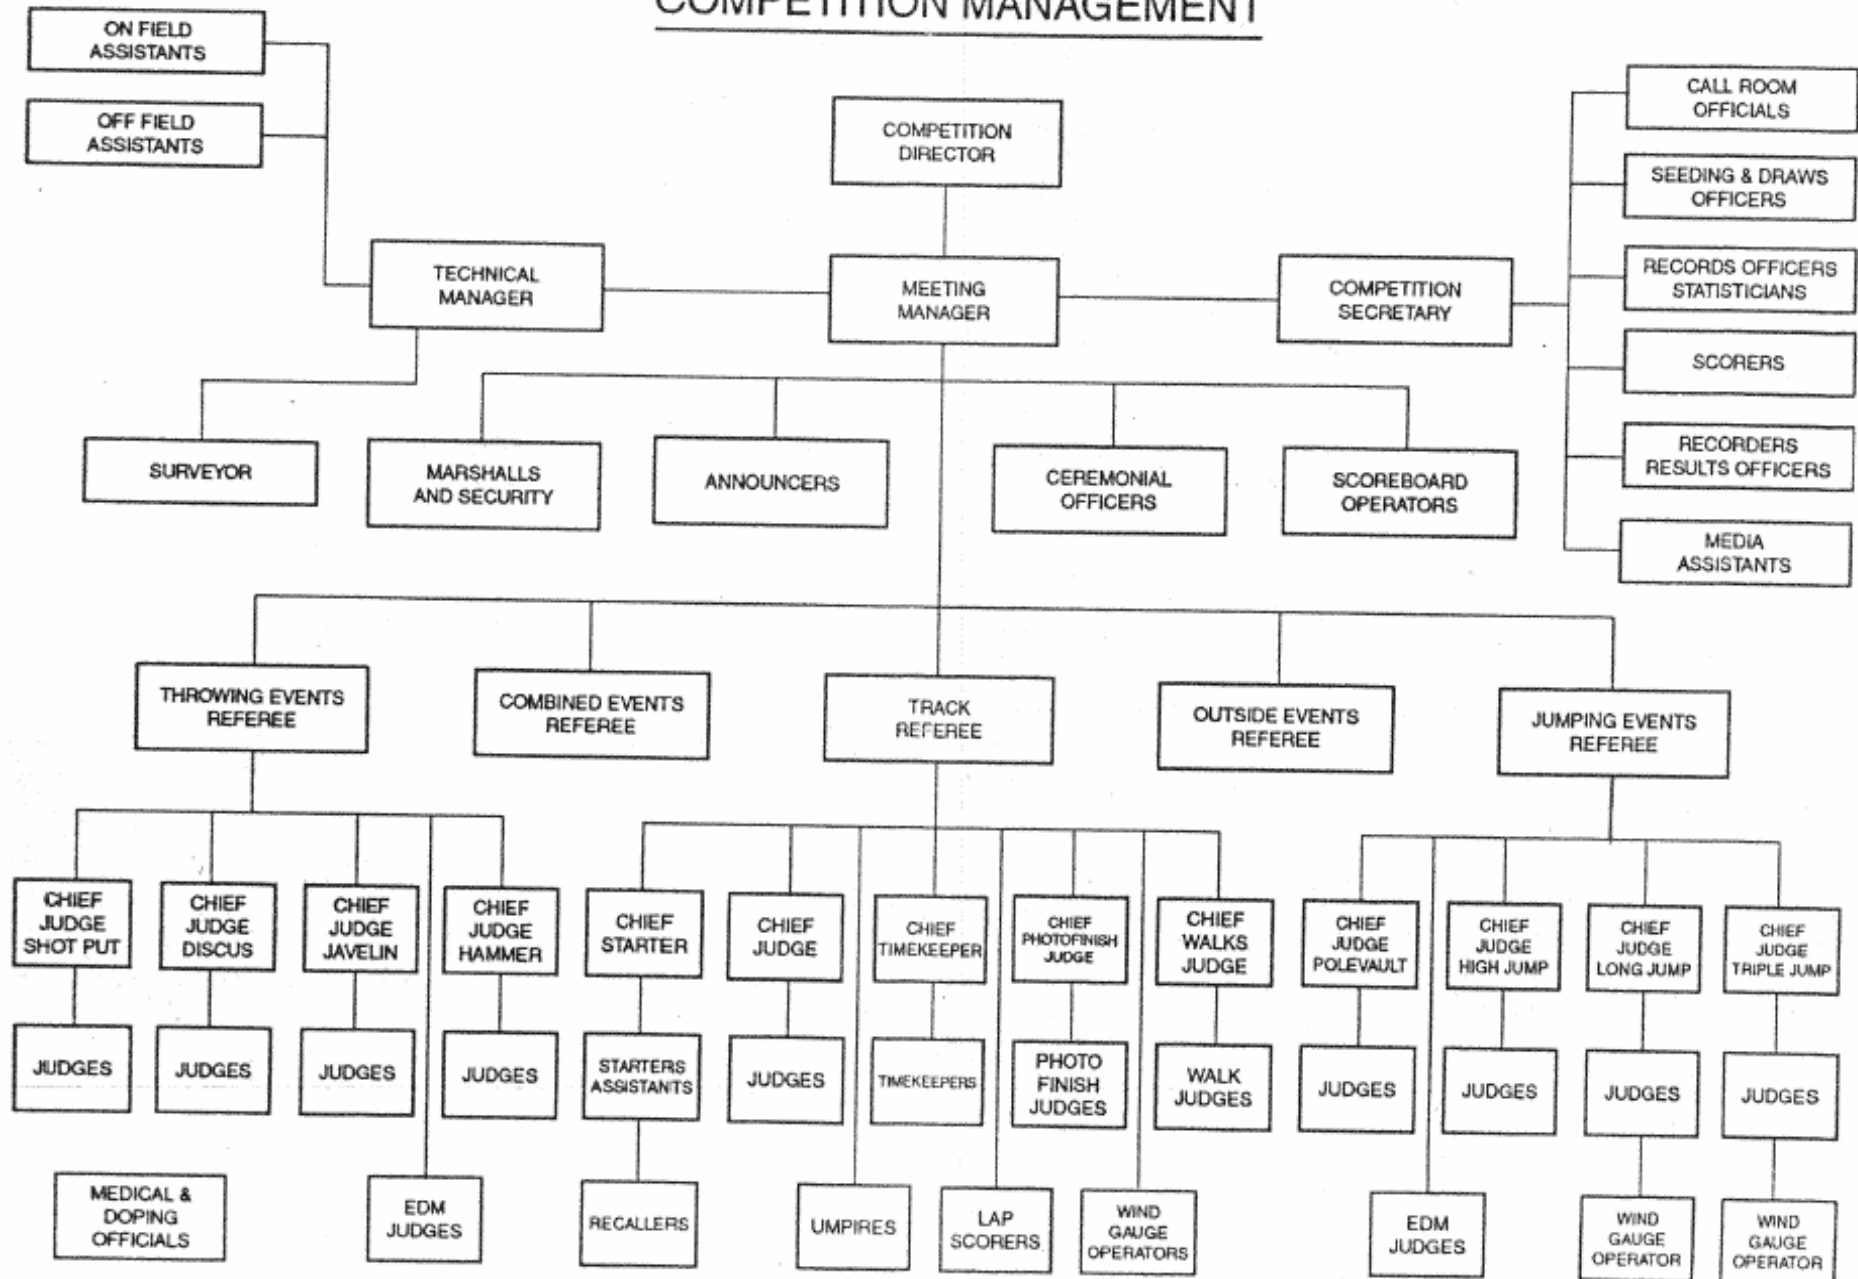 COMPETITION MANAGEMENT
ON FIELD
ASSISTANTS
OFF FIELD
ASSISTANTS
COMPETITION
DIRECTOR
CALL ROOM
OFFICIALS
SEEDING & DRAWS
OFFICERS
RECORDS OFFICERS
STATISTICIANS
SCORERS
RECORDERS
RESULTS OFFICERS
MEDIA
ASSISTANTS
TECHNICAL
MANAGER
MEETING
MANAGER
COMPETITION
SECRETARY
SURVEYOR
MARSHALLS
AND SECURITY
ANNOUNCERS
CEREMONIAL
OFFICERS
SCOREBOARD
OPERATORS
THROWING EVENTS
REFEREE
COMBINED EVENTS
REFEREE
TRACK
REFEREE
OUTSIDE EVENTS
REFEREE
JUMPING EVENTS
REFEREE
CHIEF
JUDGE
SHOT PUT
CHIEF
JUDGE
DISCUS
CHIEF
JUDGE
JAVELIN
CHIEF
JUDGE
HAMMER
CHIEF
STARTER
CHIEF
JUDGE
CHIEF
TIMEKEEPER
CHIEF
PHOTOFINISH
JUDGE
CHIEF
WALKS
JUDGE
CHIEF
JUDGE
POLEVAULT
CHIEF
JUDGE
HIGH JUMP
CHIEF
JUDGE
LONG JUMP
CHIEF
JUDGE
TRIPLE JUMP
JUDGES
JUDGES
JUDGES
JUDGES
STARTERS
ASSISTANTS
JUDGES
TIMEKEEPERS
PHOTO
FINISH
JUDGES
WALK
JUDGES
JUDGES
JUDGES
JUDGES
JUDGES
MEDICAL &
DOPING
OFFICIALS
EDM
JUDGES
RECALLERS
UMPIRES
LAP
SCORERS
WIND
GAUGE
OPERATORS
EDM
JUDGES
WIND
GAUGE
OPERATOR
WIND
GAUGE
OPERATOR